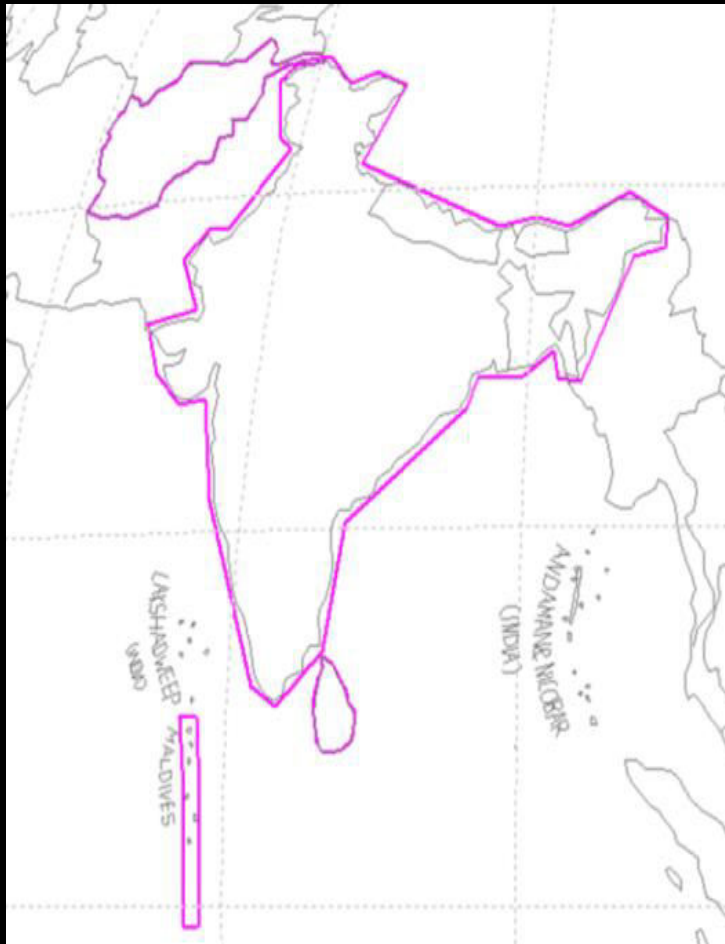 LAKSHADWEEP
(INDIA)
MALDIVES
ANDAMAN & NICOBAR
(INDIA)